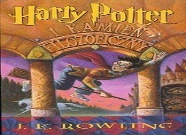 Harry Potter
I KAMIEŃ
FILOZOFICZNY
J. K. ROWLING